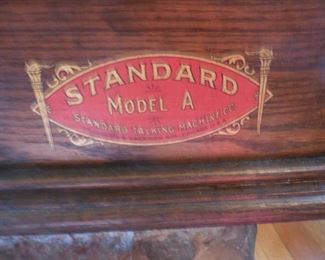 STANDARD
MODEL A
STANDARD TALKING MACHINE CO.